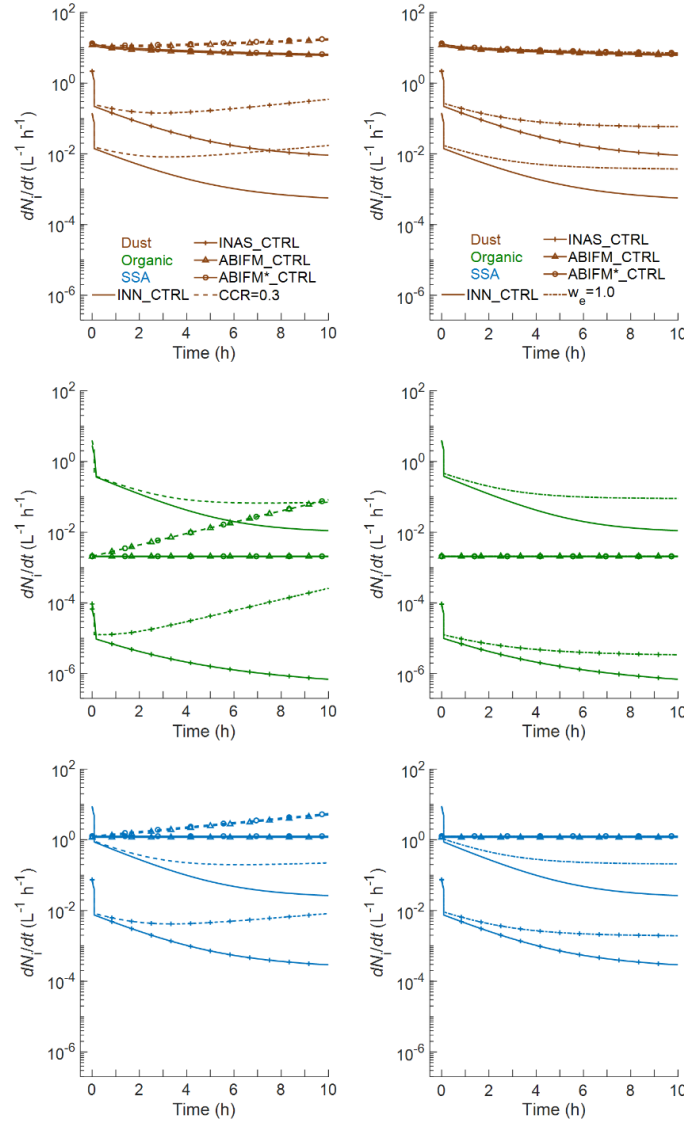 10^2
10^0
10^-2
10^-4
10^-6
dN_i/dt (L^-1 h^-1)
Dust
Organic
SSA
INN_CTRL
INAS_CTRL
ABIFM_CTRL
ABIFM*_CTRL
CCR=0.3
0 2 4 6 8 10
Time (h)
10^2
10^0
10^-2
10^-4
10^-6
dN_i/dt (L^-1 h^-1)
Dust
Organic
SSA
INN_CTRL
INAS_CTRL
ABIFM_CTRL
ABIFM*_CTRL
w_e=1.0
0 2 4 6 8 10
Time (h)
10^2
10^0
10^-2
10^-4
10^-6
dN_i/dt (L^-1 h^-1)
0 2 4 6 8 10
Time (h)
10^2
10^0
10^-2
10^-4
10^-6
dN_i/dt (L^-1 h^-1)
0 2 4 6 8 10
Time (h)
10^2
10^0
10^-2
10^-4
10^-6
dN_i/dt (L^-1 h^-1)
0 2 4 6 8 10
Time (h)
10^2
10^0
10^-2
10^-4
10^-6
dN_i/dt (L^-1 h^-1)
0 2 4 6 8 10
Time (h)